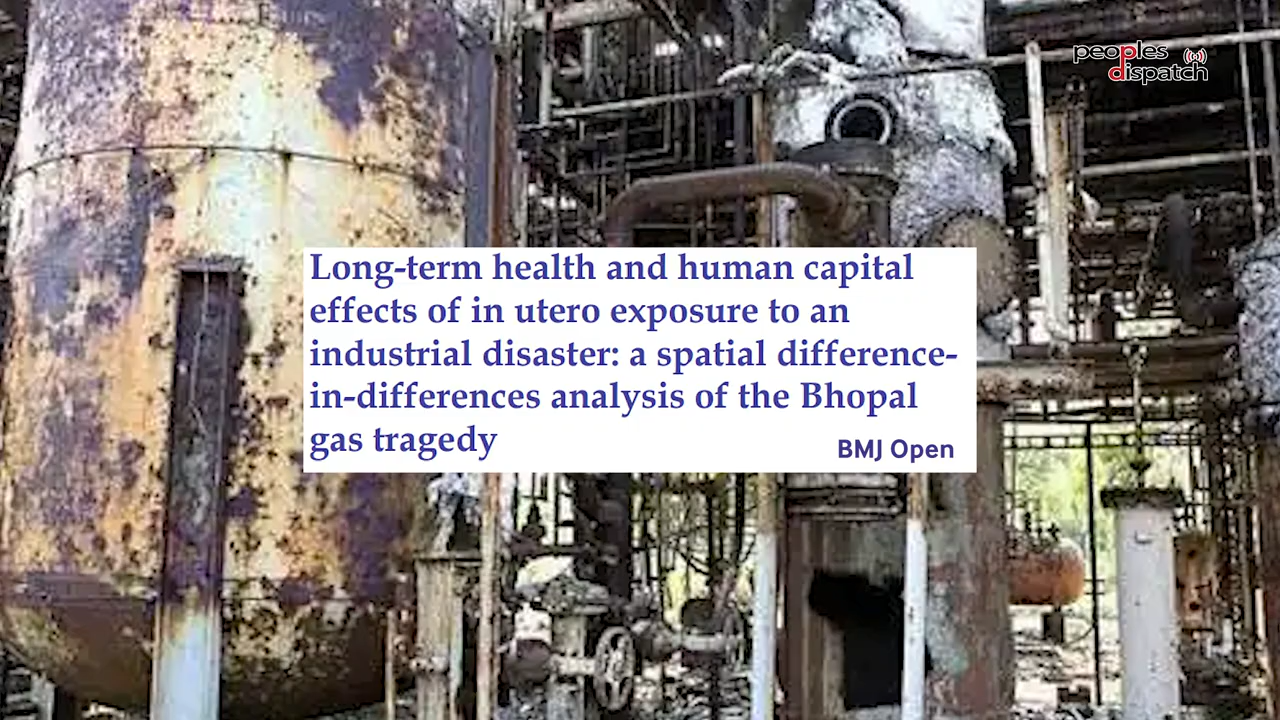 peoples
dispatch
Long-term health and human capital
effects of in utero exposure to an
industrial disaster: a spatial difference-
in-differences analysis of the Bhopal
gas tragedy
BMJ Open